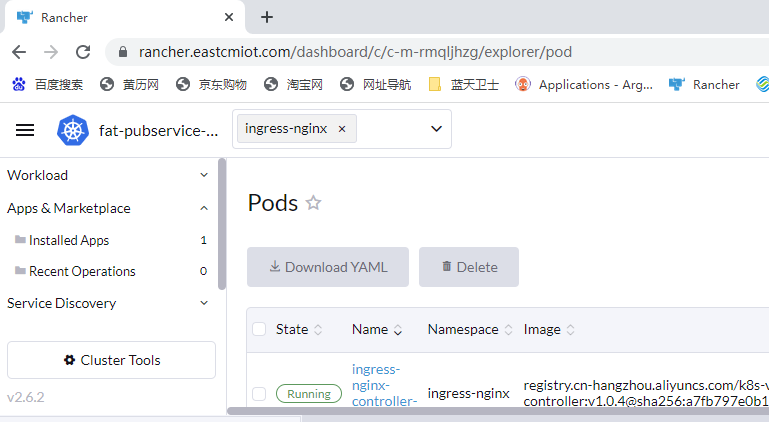 Rancher
rancher.eastcmiot.com/dashboard/c/c-m-rmqljhzg/explorer/pod
百度搜索 黄历网 京东购物 淘宝网 网址导航 蓝天卫士 Applications - Arg... Rancher
fat-pubservice-... ingress-nginx
Workload
Apps & Marketplace
Installed Apps 1
Recent Operations 0
Service Discovery
Cluster Tools
v2.6.2
Pods
Download YAML Delete
State Name Namespace Image
Running ingress-nginx-controller- ingress-nginx registry.cn-hangzhou.aliyuncs.com/k8s-
controller:v1.0.4@sha256:a7fb797e0b1